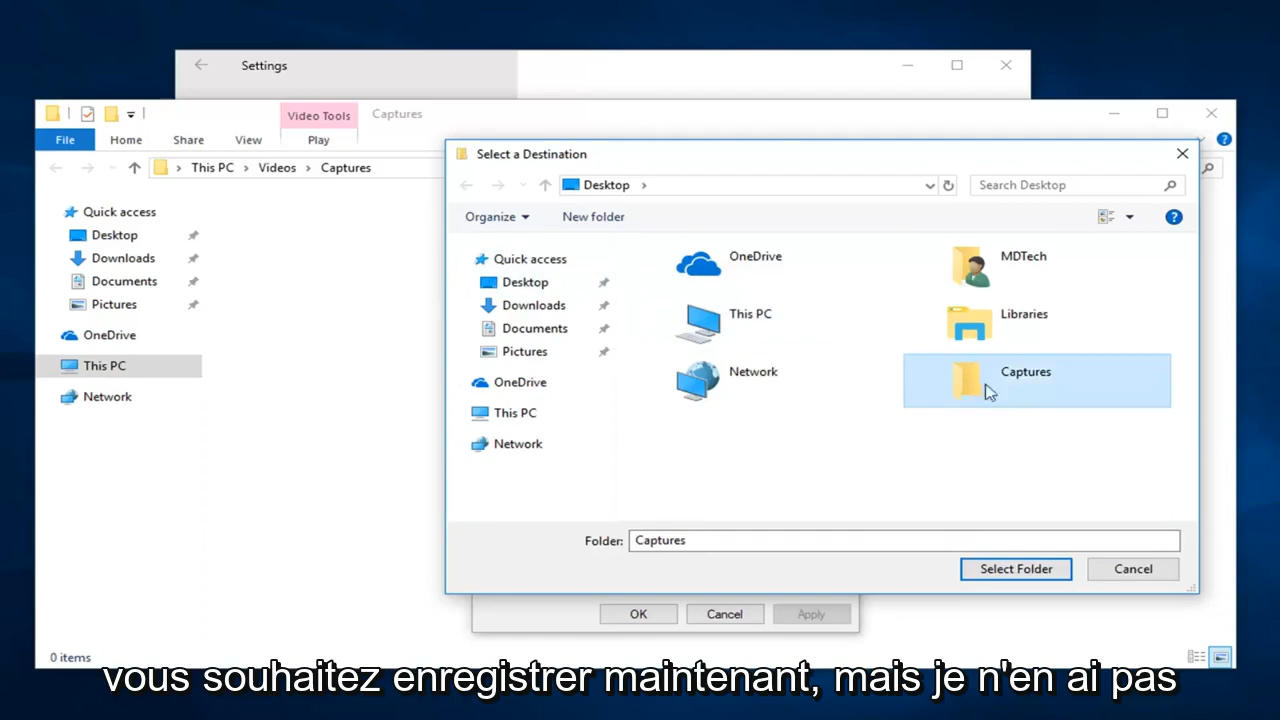 Settings
Video Tools
Captures
File
Home
Share
View
Play
This PC
Videos
Captures
Quick access
Desktop
Downloads
Documents
Pictures
OneDrive
This PC
Network
0 items
Select a Destination
Desktop
Search Desktop
Organize
New folder
Quick access
Desktop
Downloads
Documents
Pictures
OneDrive
This PC
Network
OneDrive
MDTech
This PC
Libraries
Network
Captures
Folder: Captures
Select Folder
Cancel
OK
Cancel
Apply
vous souhaitez enregistrer maintenant, mais je n'en ai pas